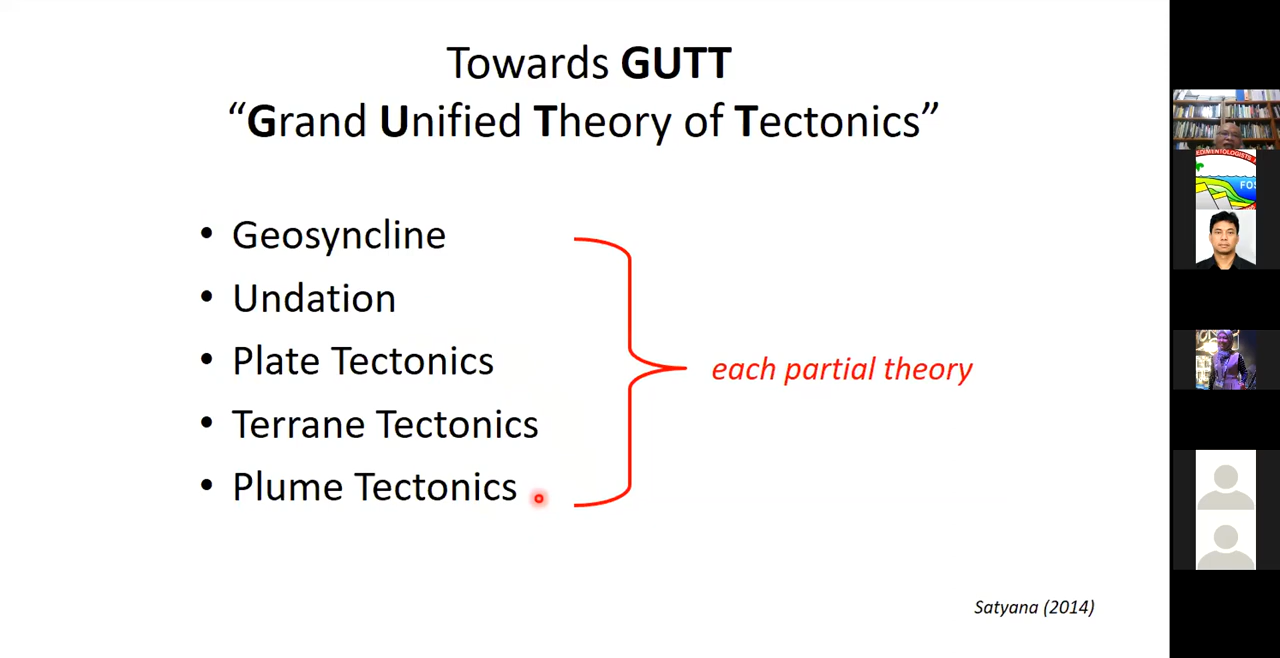 Towards GUTT
“Grand Unified Theory of Tectonics”
• Geosyncline
• Undation
• Plate Tectonics
• Terrane Tectonics
• Plume Tectonics
each partial theory
Satyana (2014)